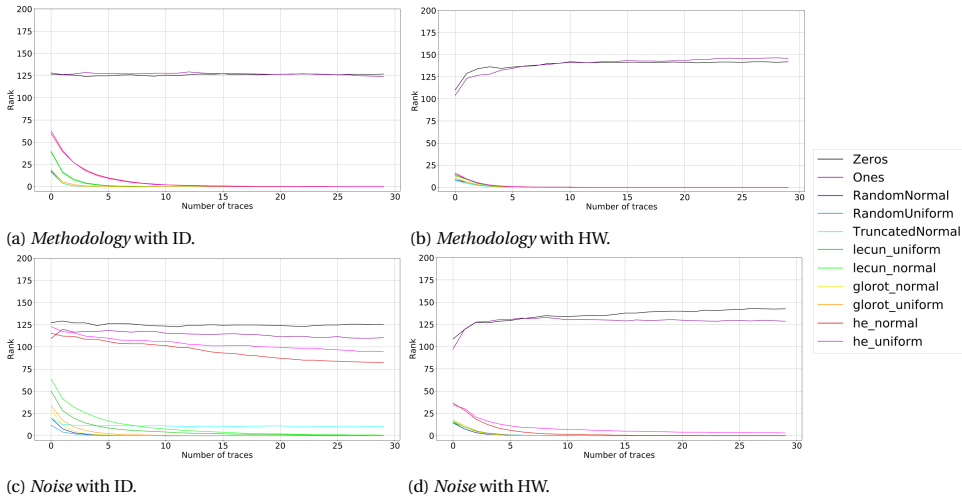 200
175
150
125
100
75
50
25
0
Rank
0 5 10 15 20 25 30
Number of traces
(a) Methodology with ID.
200
175
150
125
100
75
50
25
0
Rank
0 5 10 15 20 25 30
Number of traces
(b) Methodology with HW.
200
175
150
125
100
75
50
25
0
Rank
0 5 10 15 20 25 30
Number of traces
(c) Noise with ID.
200
175
150
125
100
75
50
25
0
Rank
0 5 10 15 20 25 30
Number of traces
(d) Noise with HW.
Zeros
Ones
RandomNormal
RandomUniform
TruncatedNormal
lecun_uniform
lecun_normal
glorot_normal
glorot_uniform
he_normal
he_uniform